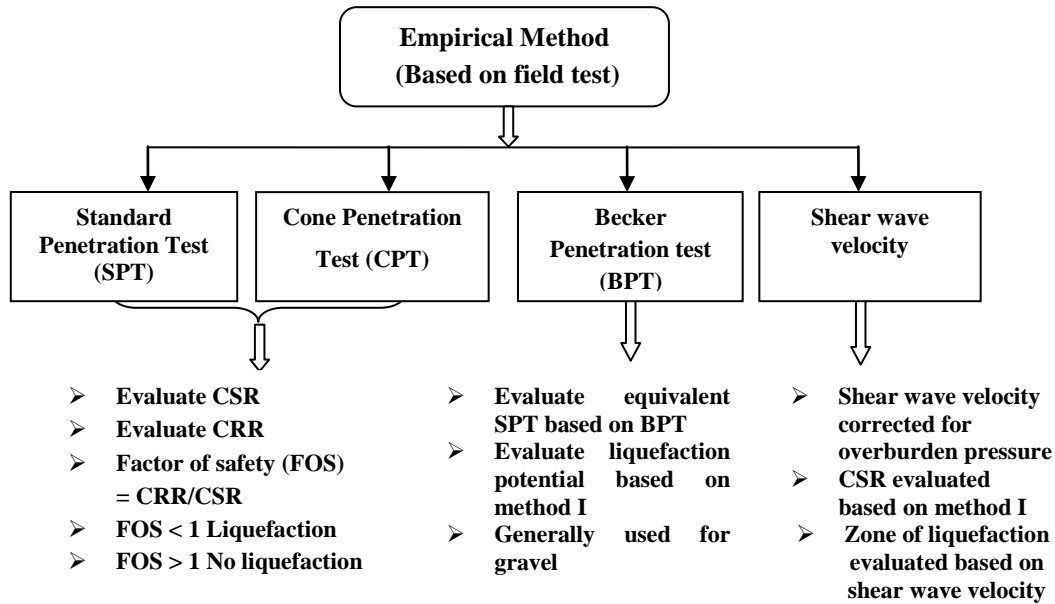 Empirical Method
(Based on field test)
Standard
Penetration Test
(SPT)
Cone Penetration
Test (CPT)
Becker
Penetration test
(BPT)
Shear wave
velocity
➢ Evaluate CSR
➢ Evaluate CRR
➢ Factor of safety (FOS)
= CRR/CSR
➢ FOS < 1 Liquefaction
➢ FOS > 1 No liquefaction
➢ Evaluate equivalent
SPT based on BPT
➢ Evaluate liquefaction
potential based on
method I
➢ Generally used for
gravel
➢ Shear wave velocity
corrected for
overburden pressure
➢ CSR evaluated
based on method I
➢ Zone of liquefaction
evaluated based on
shear wave velocity